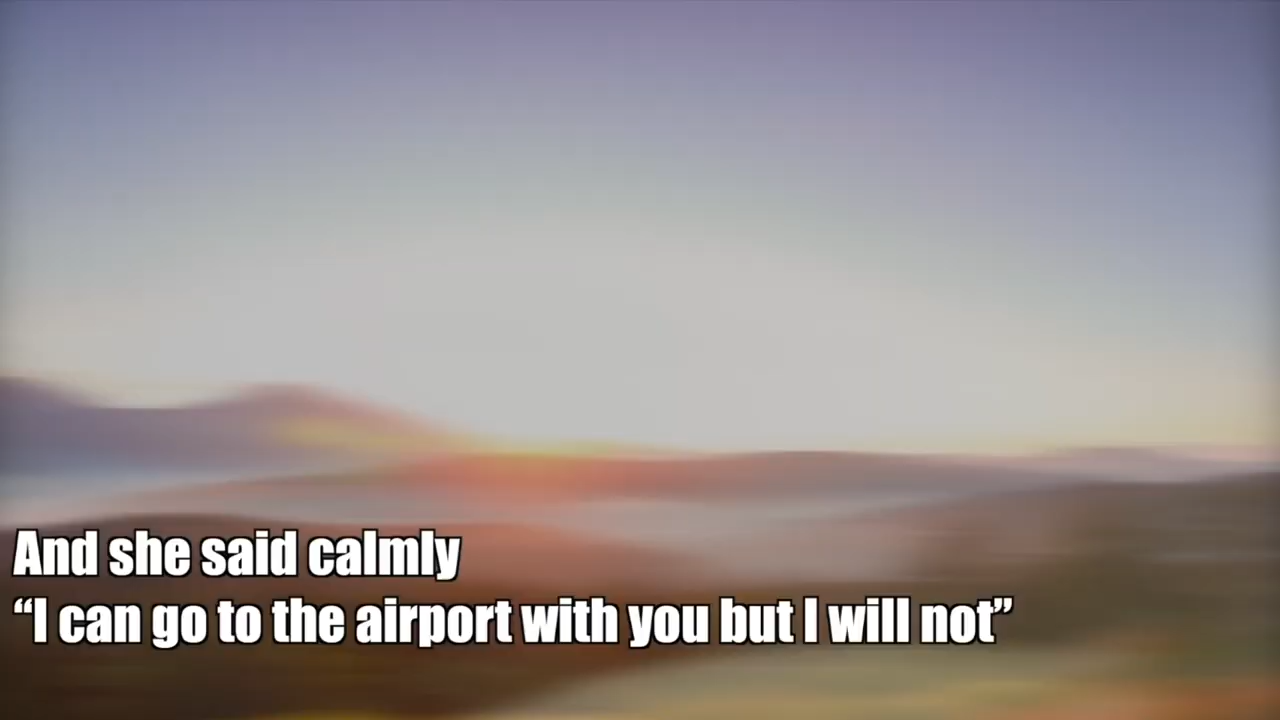 And she said calmly
“I can go to the airport with you but I will not”